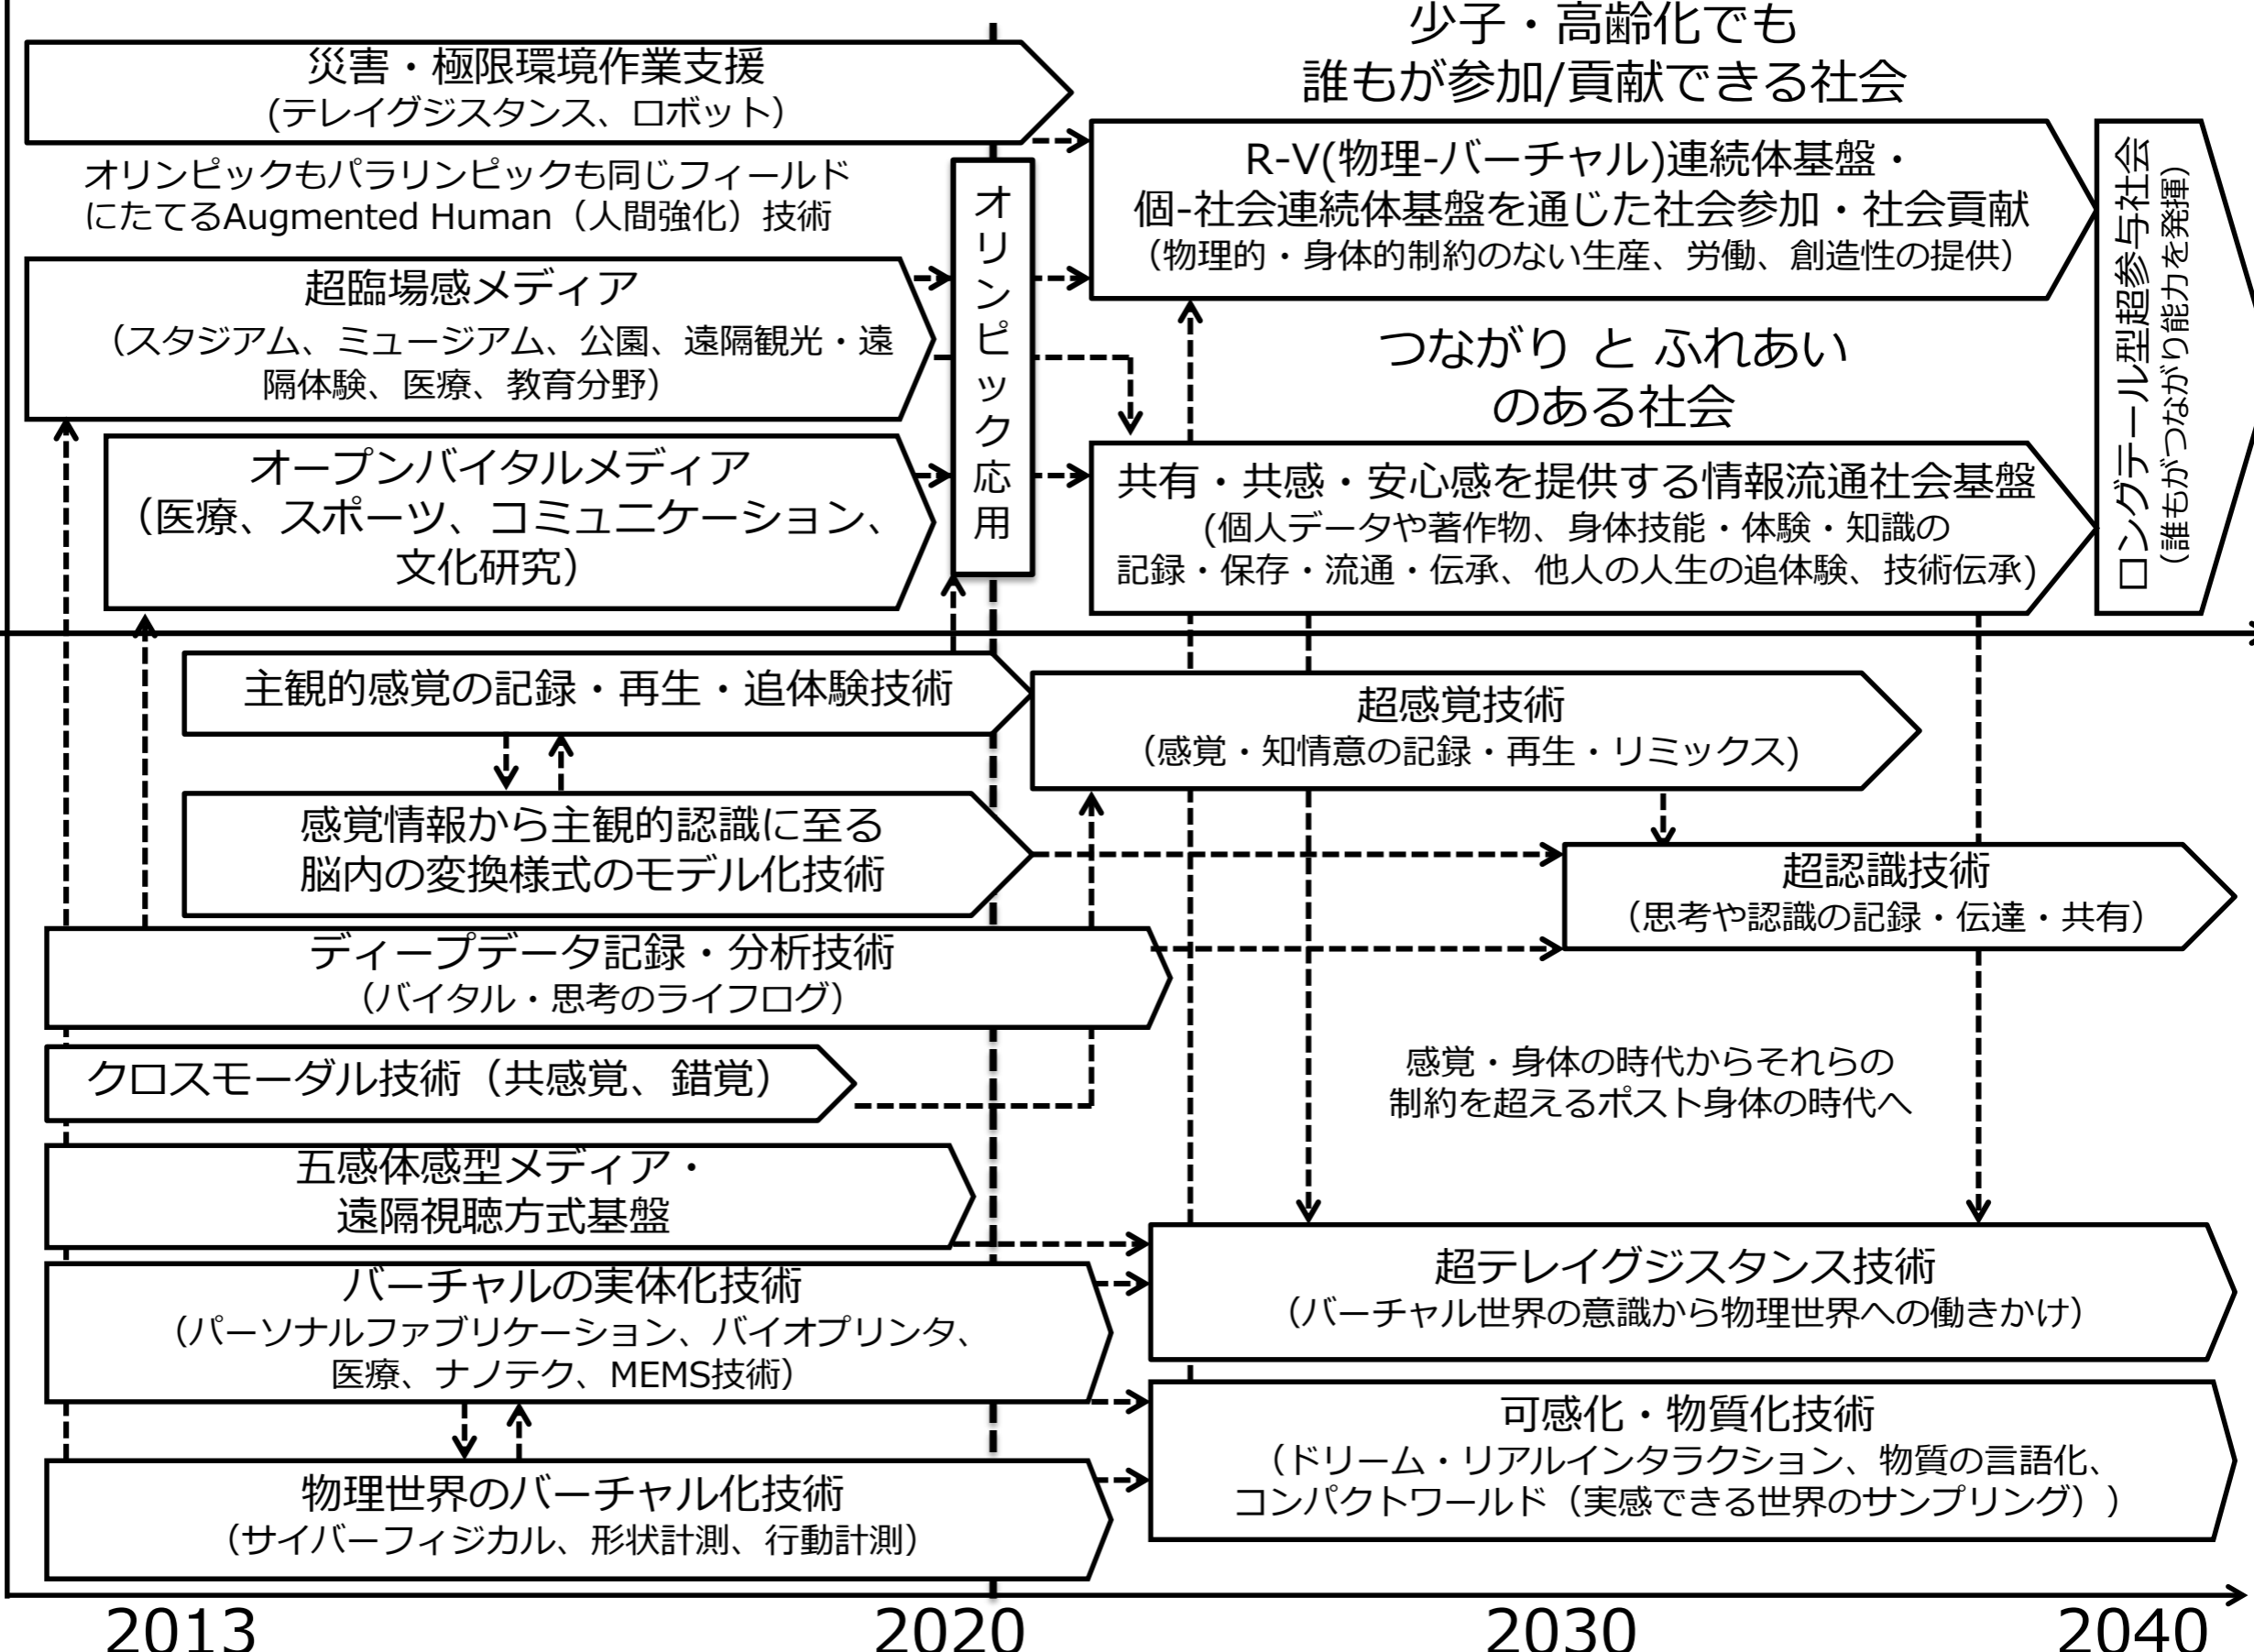 少子・高齢化でも
誰もが参加/貢献できる社会
災害・極限環境作業支援
(テレイグジスタンス、ロボット）
オリンピックもパラリンピックも同じフィールド
にたてるAugmented Human（人間強化）技術
オリンピック応用
R-V(物理-バーチャル)連続体基盤・
個-社会連続体基盤を通じた社会参加・社会貢献
（物理的・身体的制約のない生産、労働、創造性の提供）
ロングテール型超参与社会
（誰もがつながり能力を発揮）
超臨場感メディア
（スタジアム、ミュージアム、公園、遠隔観光・遠
隔体験、医療、教育分野）
つながり と ふれあい
のある社会
オープンバイタルメディア
（医療、スポーツ、コミュニケーション、
文化研究）
共有・共感・安心感を提供する情報流通社会基盤
(個人データや著作物、身体技能・体験・知識の
記録・保存・流通・伝承、他人の人生の追体験、技術伝承)
主観的感覚の記録・再生・追体験技術
超感覚技術
（感覚・知情意の記録・再生・リミックス)
感覚情報から主観的認識に至る
脳内の変換様式のモデル化技術
超認識技術
（思考や認識の記録・伝達・共有）
ディープデータ記録・分析技術
（バイタル・思考のライフログ）
クロスモーダル技術（共感覚、錯覚）
感覚・身体の時代からそれらの
制約を超えるポスト身体の時代へ
五感体感型メディア・
遠隔視聴方式基盤
超テレイグジスタンス技術
（バーチャル世界の意識から物理世界への働きかけ）
バーチャルの実体化技術
（パーソナルファブリケーション、バイオプリンタ、
医療、ナノテク、MEMS技術）
可感化・物質化技術
（ドリーム・リアルインタラクション、物質の言語化、
コンパクトワールド（実感できる世界のサンプリング））
物理世界のバーチャル化技術
（サイバーフィジカル、形状計測、行動計測）
2013
2020
2030
2040